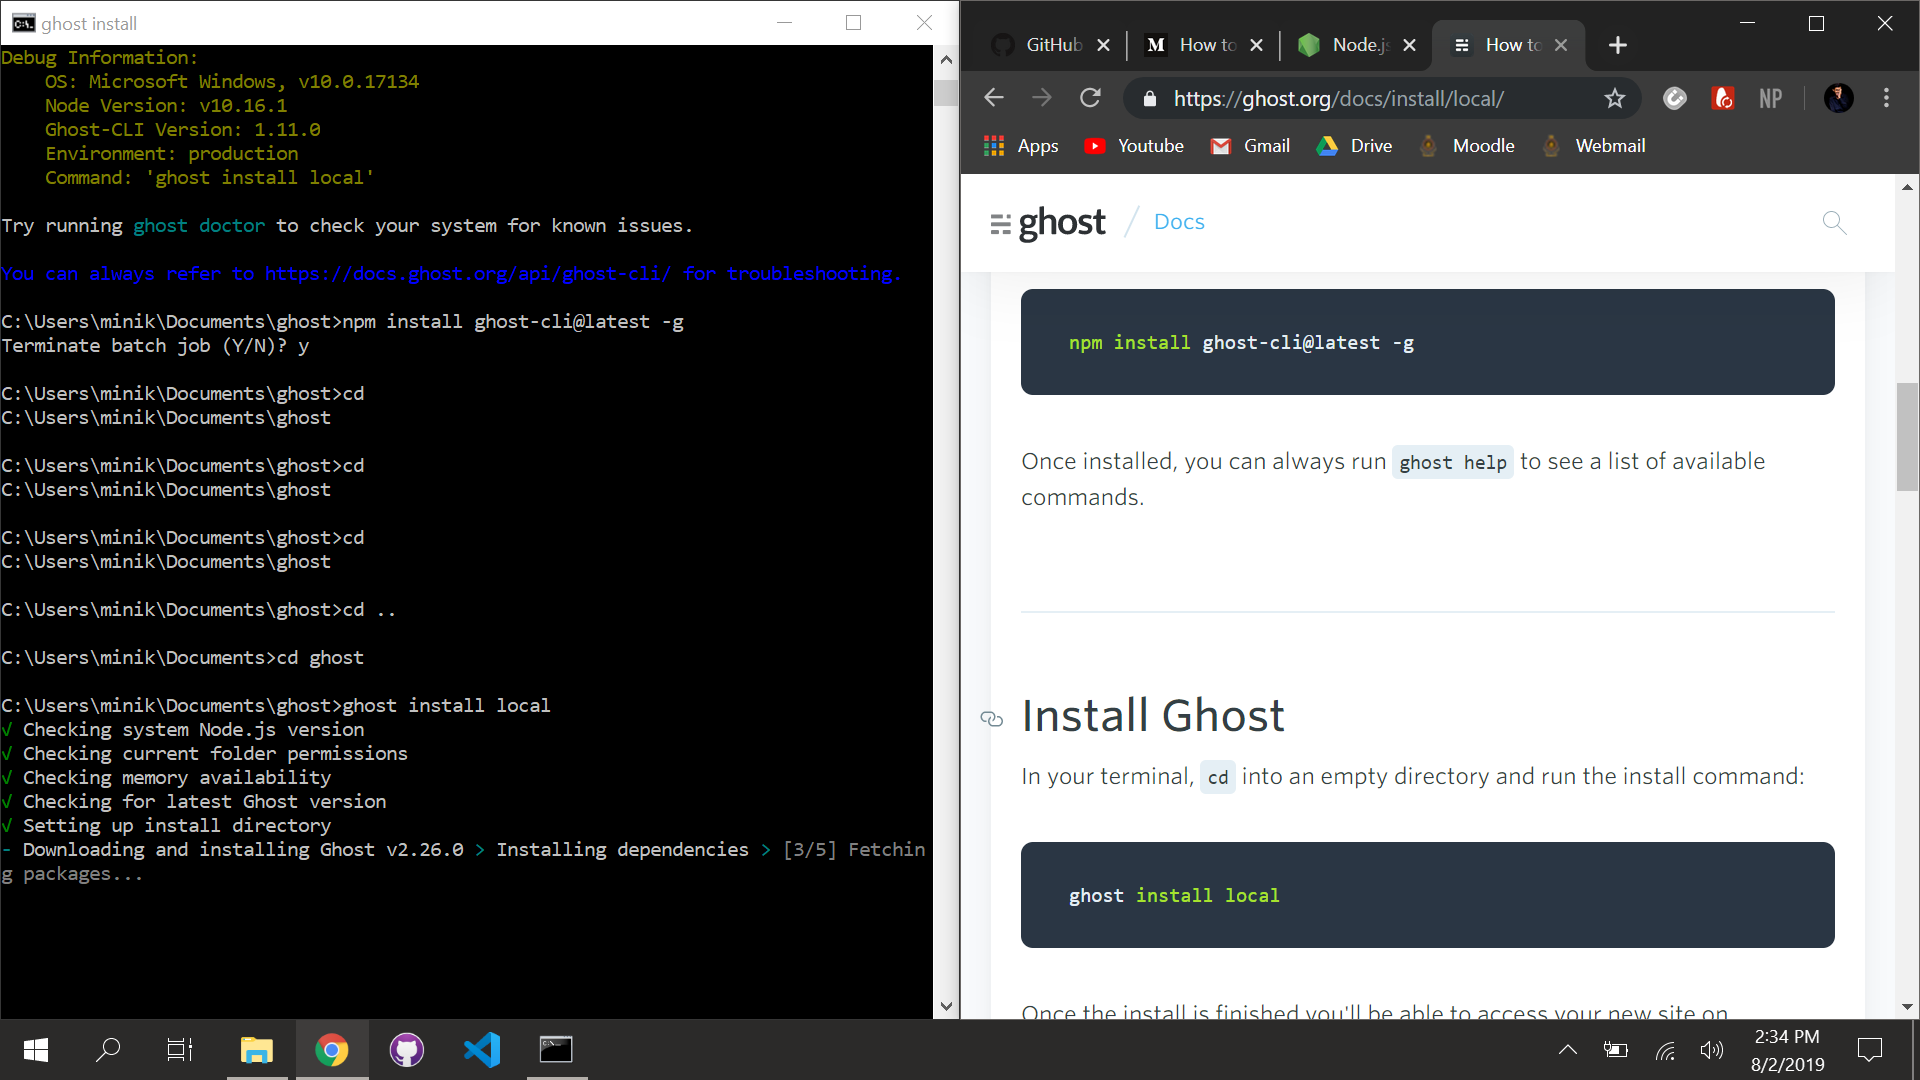 ghost install
Debug Information:
OS: Microsoft Windows, v10.0.17134
Node Version: v10.16.1
Ghost-CLI Version: 1.11.0
Environment: production
Command: 'ghost install local'
Try running ghost doctor to check your system for known issues.
You can always refer to https://docs.ghost.org/api/ghost-cli/ for troubleshooting.
C:\Users\minik\Documents\ghost>npm install ghost-cli@latest -g
Terminate batch job (Y/N)? y
C:\Users\minik\Documents\ghost>cd
C:\Users\minik\Documents\ghost
C:\Users\minik\Documents\ghost>cd
C:\Users\minik\Documents\ghost
C:\Users\minik\Documents\ghost>cd
C:\Users\minik\Documents\ghost
C:\Users\minik\Documents\ghost>cd ..
C:\Users\minik\Documents>cd ghost
C:\Users\minik\Documents\ghost>ghost install local
√ Checking system Node.js version
√ Checking current folder permissions
√ Checking memory availability
√ Checking for latest Ghost version
√ Setting up install directory
- Downloading and installing Ghost v2.26.0 > Installing dependencies > [3/5] Fetchin
g packages...
GitHub
How to
Node.js
How to
https://ghost.org/docs/install/local/
NP
Apps Youtube Gmail Drive Moodle Webmail
ghost / Docs
npm install ghost-cli@latest -g
Once installed, you can always run ghost help to see a list of available
commands.
Install Ghost
In your terminal, cd into an empty directory and run the install command:
ghost install local
Once the install is finished you'll be able to access your new site on
2:34 PM
8/2/2019